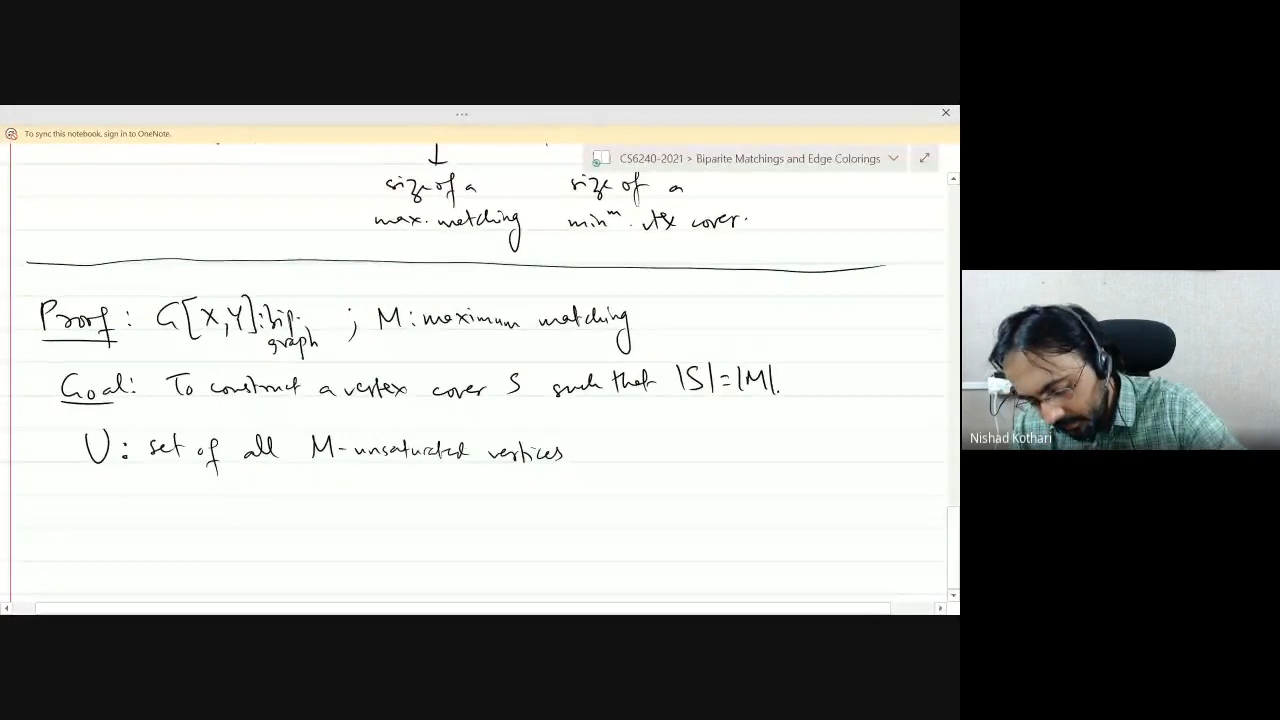 To sync this notebook, sign in to OneNote.
CS6240-2021 > Biparite Matchings and Edge Colorings
size of a size of a
max. matching min^m. vtx cover.
Proof: G[X,Y]: bip. graph ; M: maximum matching
Goal: To construct a vertex cover S such that |S|=|M|.
U: set of all M-unsaturated vertices
Nishad Kothari